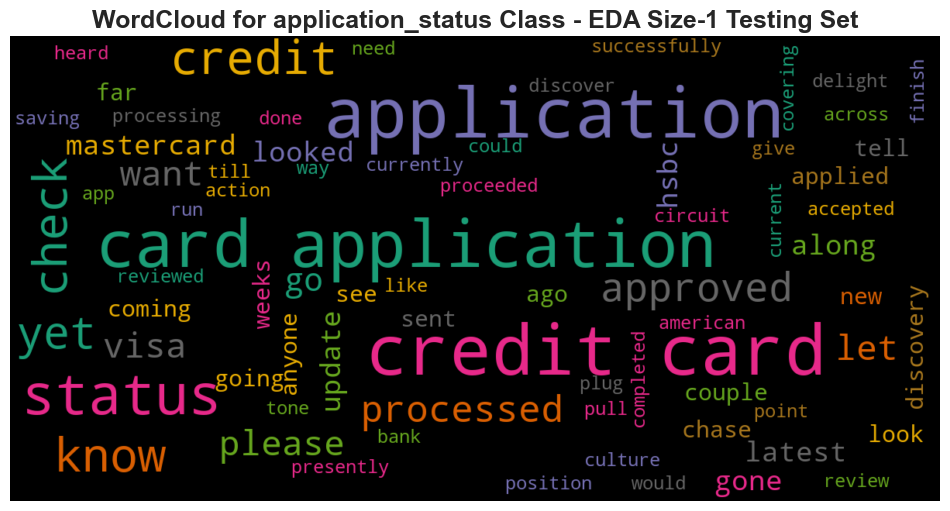 WordCloud for application_status Class - EDA Size-1 Testing Set
heard credit need successfully
far saving processing done discover covering delight finish
application across
mastercard looked currently could give tell
check want till way action hsbc applied
app run proceeded circuit current accepted
card application along
reviewed weeks go see like ago approved new
coming sent american
yet visa anyone update credit card let discovery
status going tone processed plug completed couple
pull point
know please bank chase look
presently culture latest
position would gone review